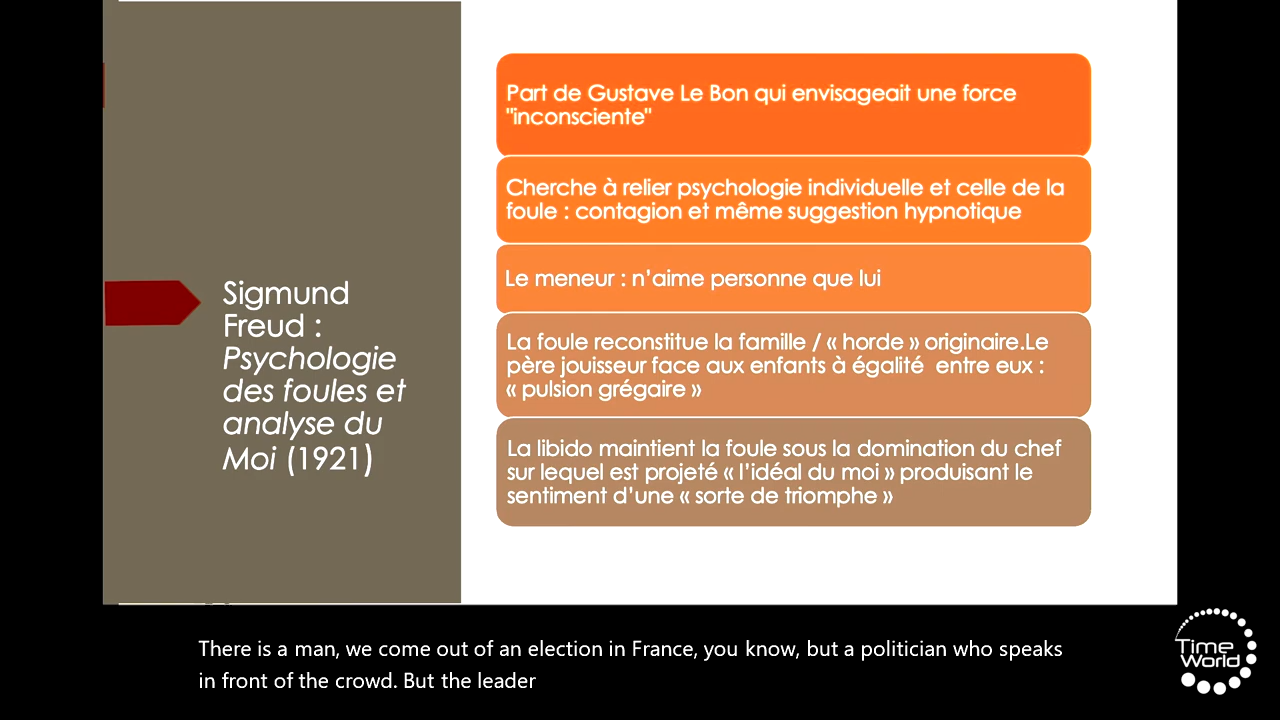 Sigmund
Freud :
Psychologie
des foules et
analyse du
Moi (1921)
Part de Gustave Le Bon qui envisageait une force
"inconsciente"
Cherche à relier psychologie individuelle et celle de la
foule : contagion et même suggestion hypnotique
Le meneur : n’aime personne que lui
La foule reconstitue la famille / « horde » originaire.Le
père jouisseur face aux enfants à égalité  entre eux :
« pulsion grégaire »
La libido maintient la foule sous la domination du chef
sur lequel est projeté « l’idéal du moi » produisant le
sentiment d’une « sorte de triomphe »
There is a man, we come out of an election in France, you know, but a politician who speaks
in front of the crowd. But the leader
Time
World